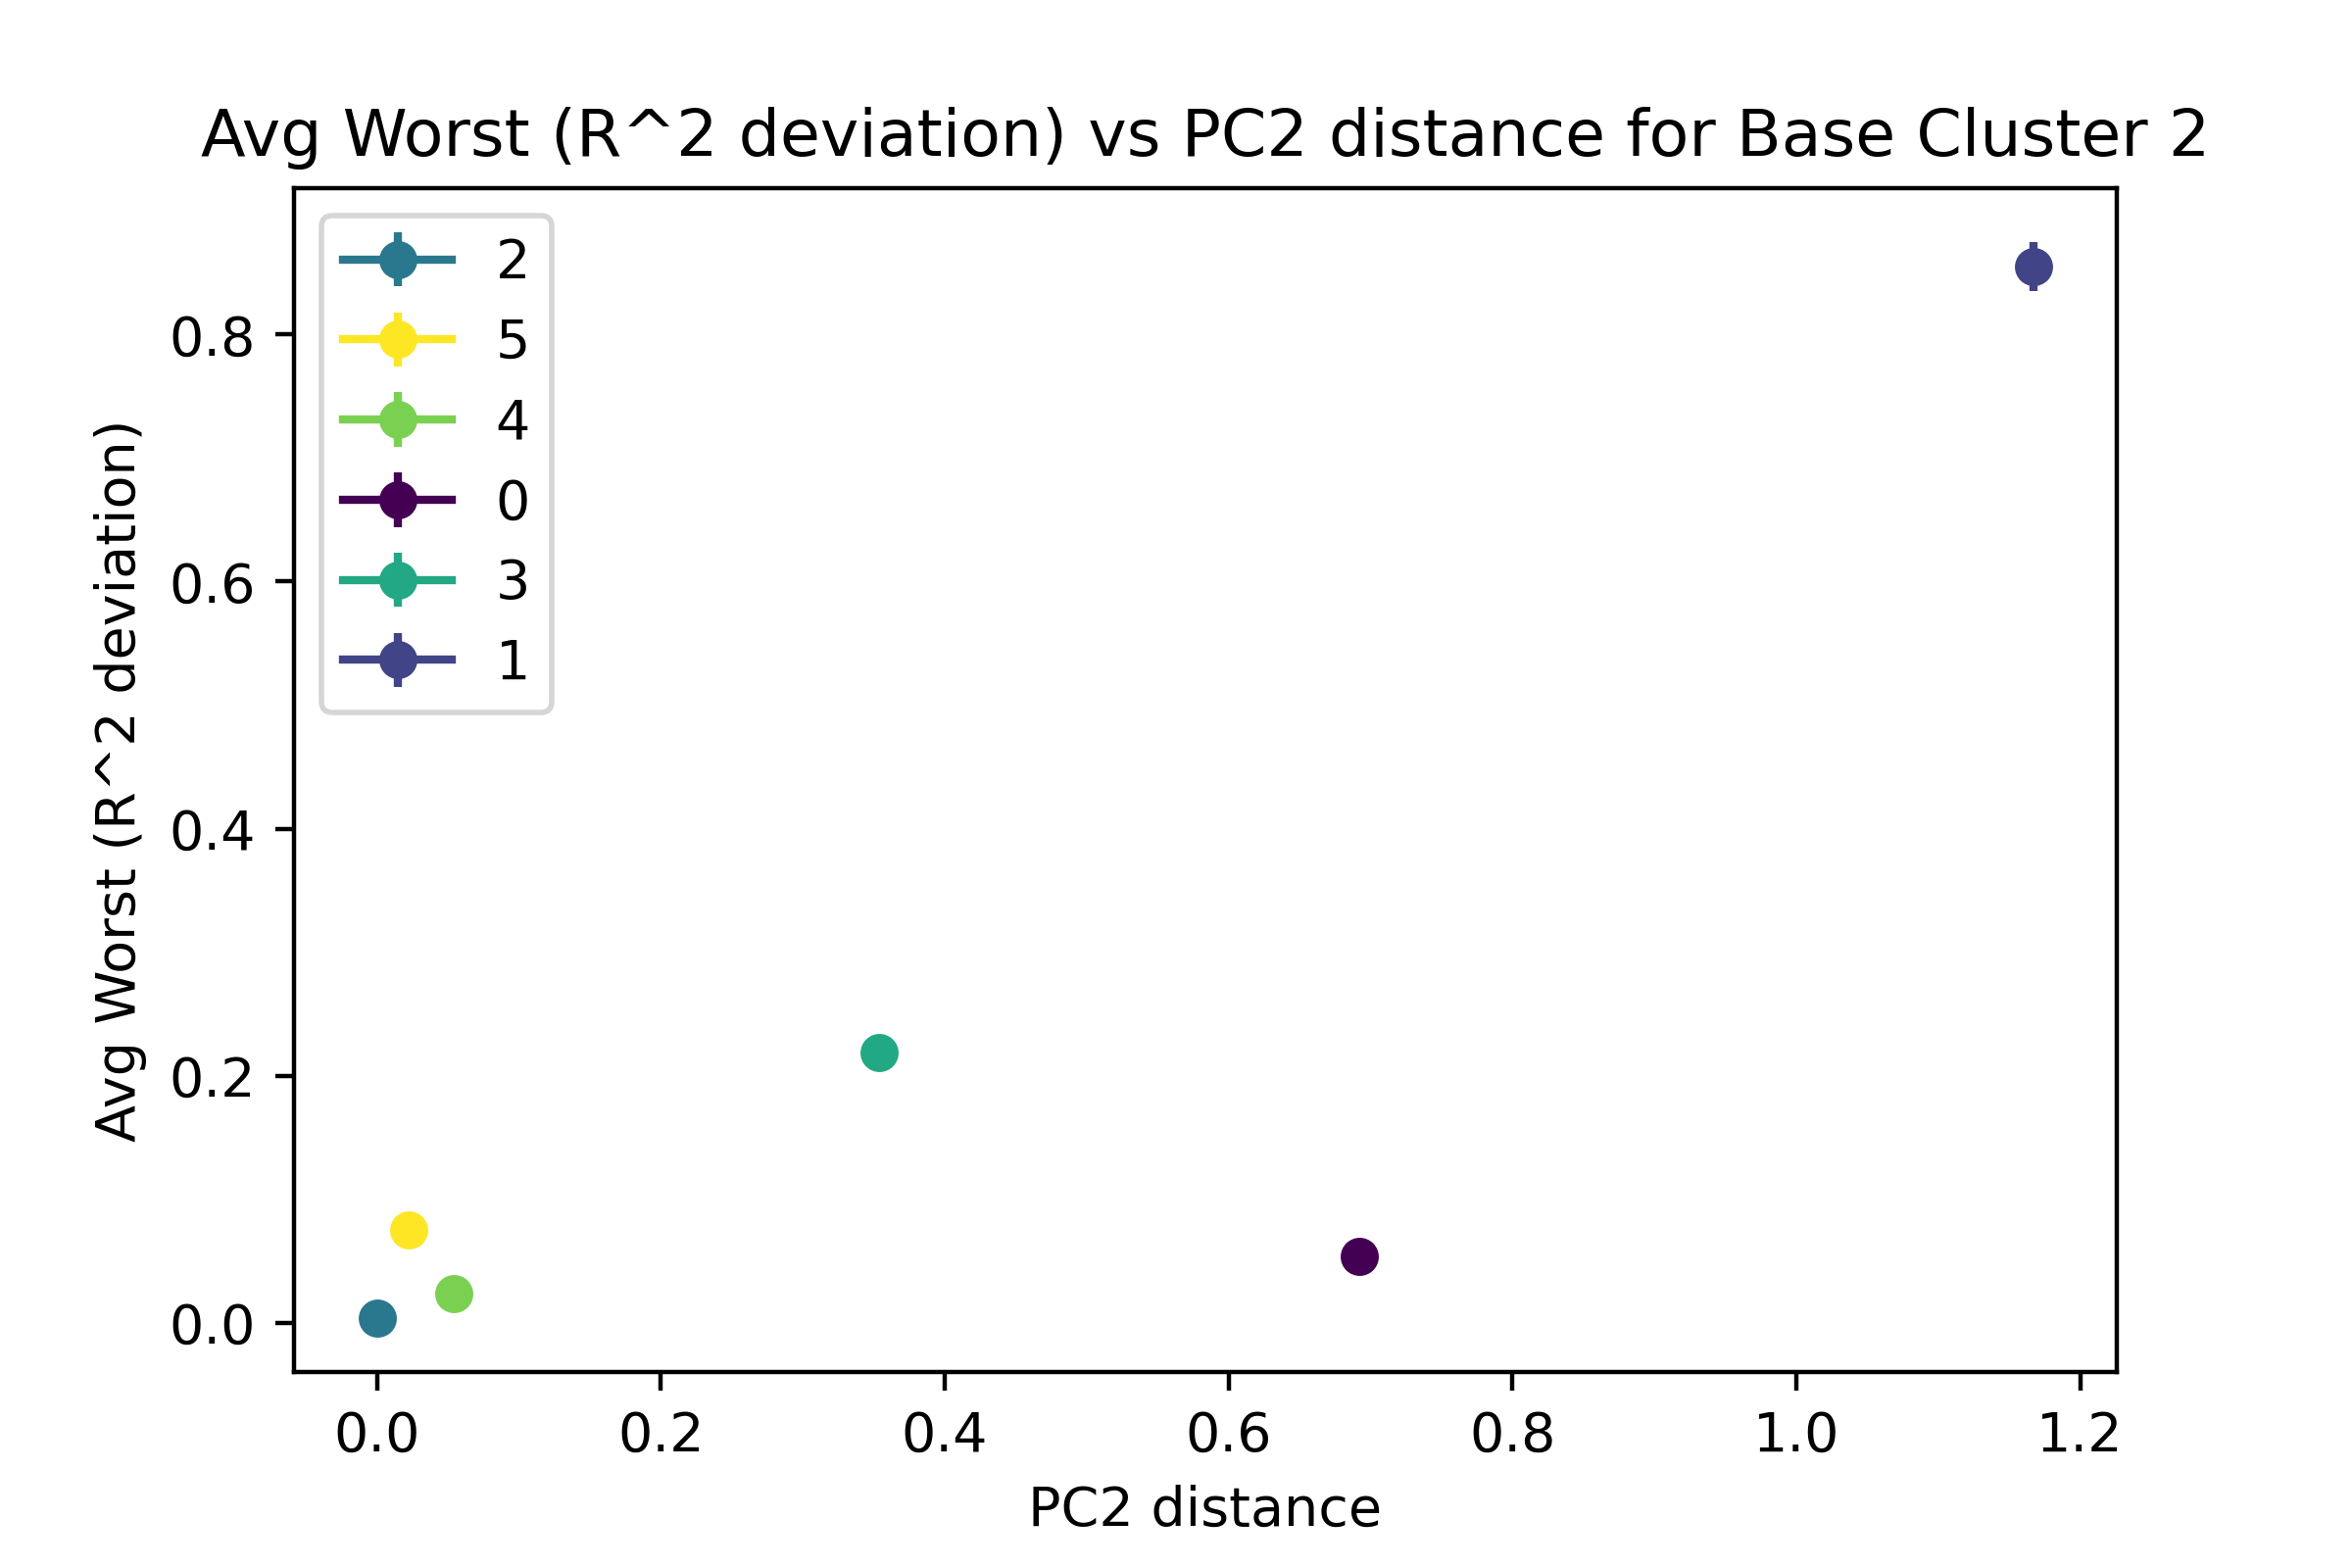 Avg Worst (R^2 deviation) vs PC2 distance for Base Cluster 2
2
5
4
0
3
1
Avg Worst (R^2 deviation)
0.8
0.6
0.4
0.2
0.0
0.0 0.2 0.4 0.6 0.8 1.0 1.2
PC2 distance